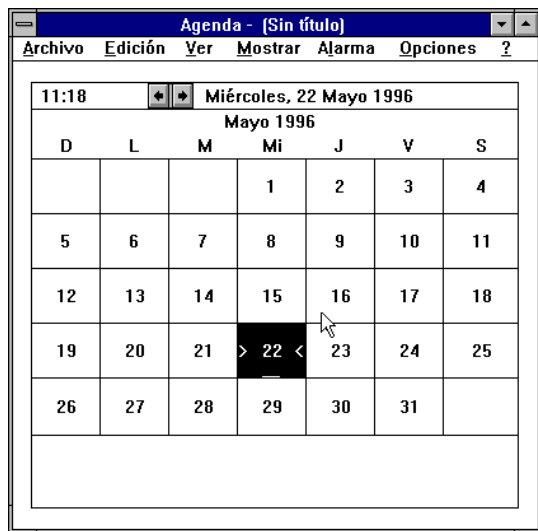 Agenda - (Sin título)
Archivo Edición Ver Mostrar Alarma Opciones ?
11:18 Miércoles, 22 Mayo 1996
Mayo 1996
D L M Mi J V S
1 2 3 4
5 6 7 8 9 10 11
12 13 14 15 16 17 18
19 20 21 > 22 < 23 24 25
26 27 28 29 30 31